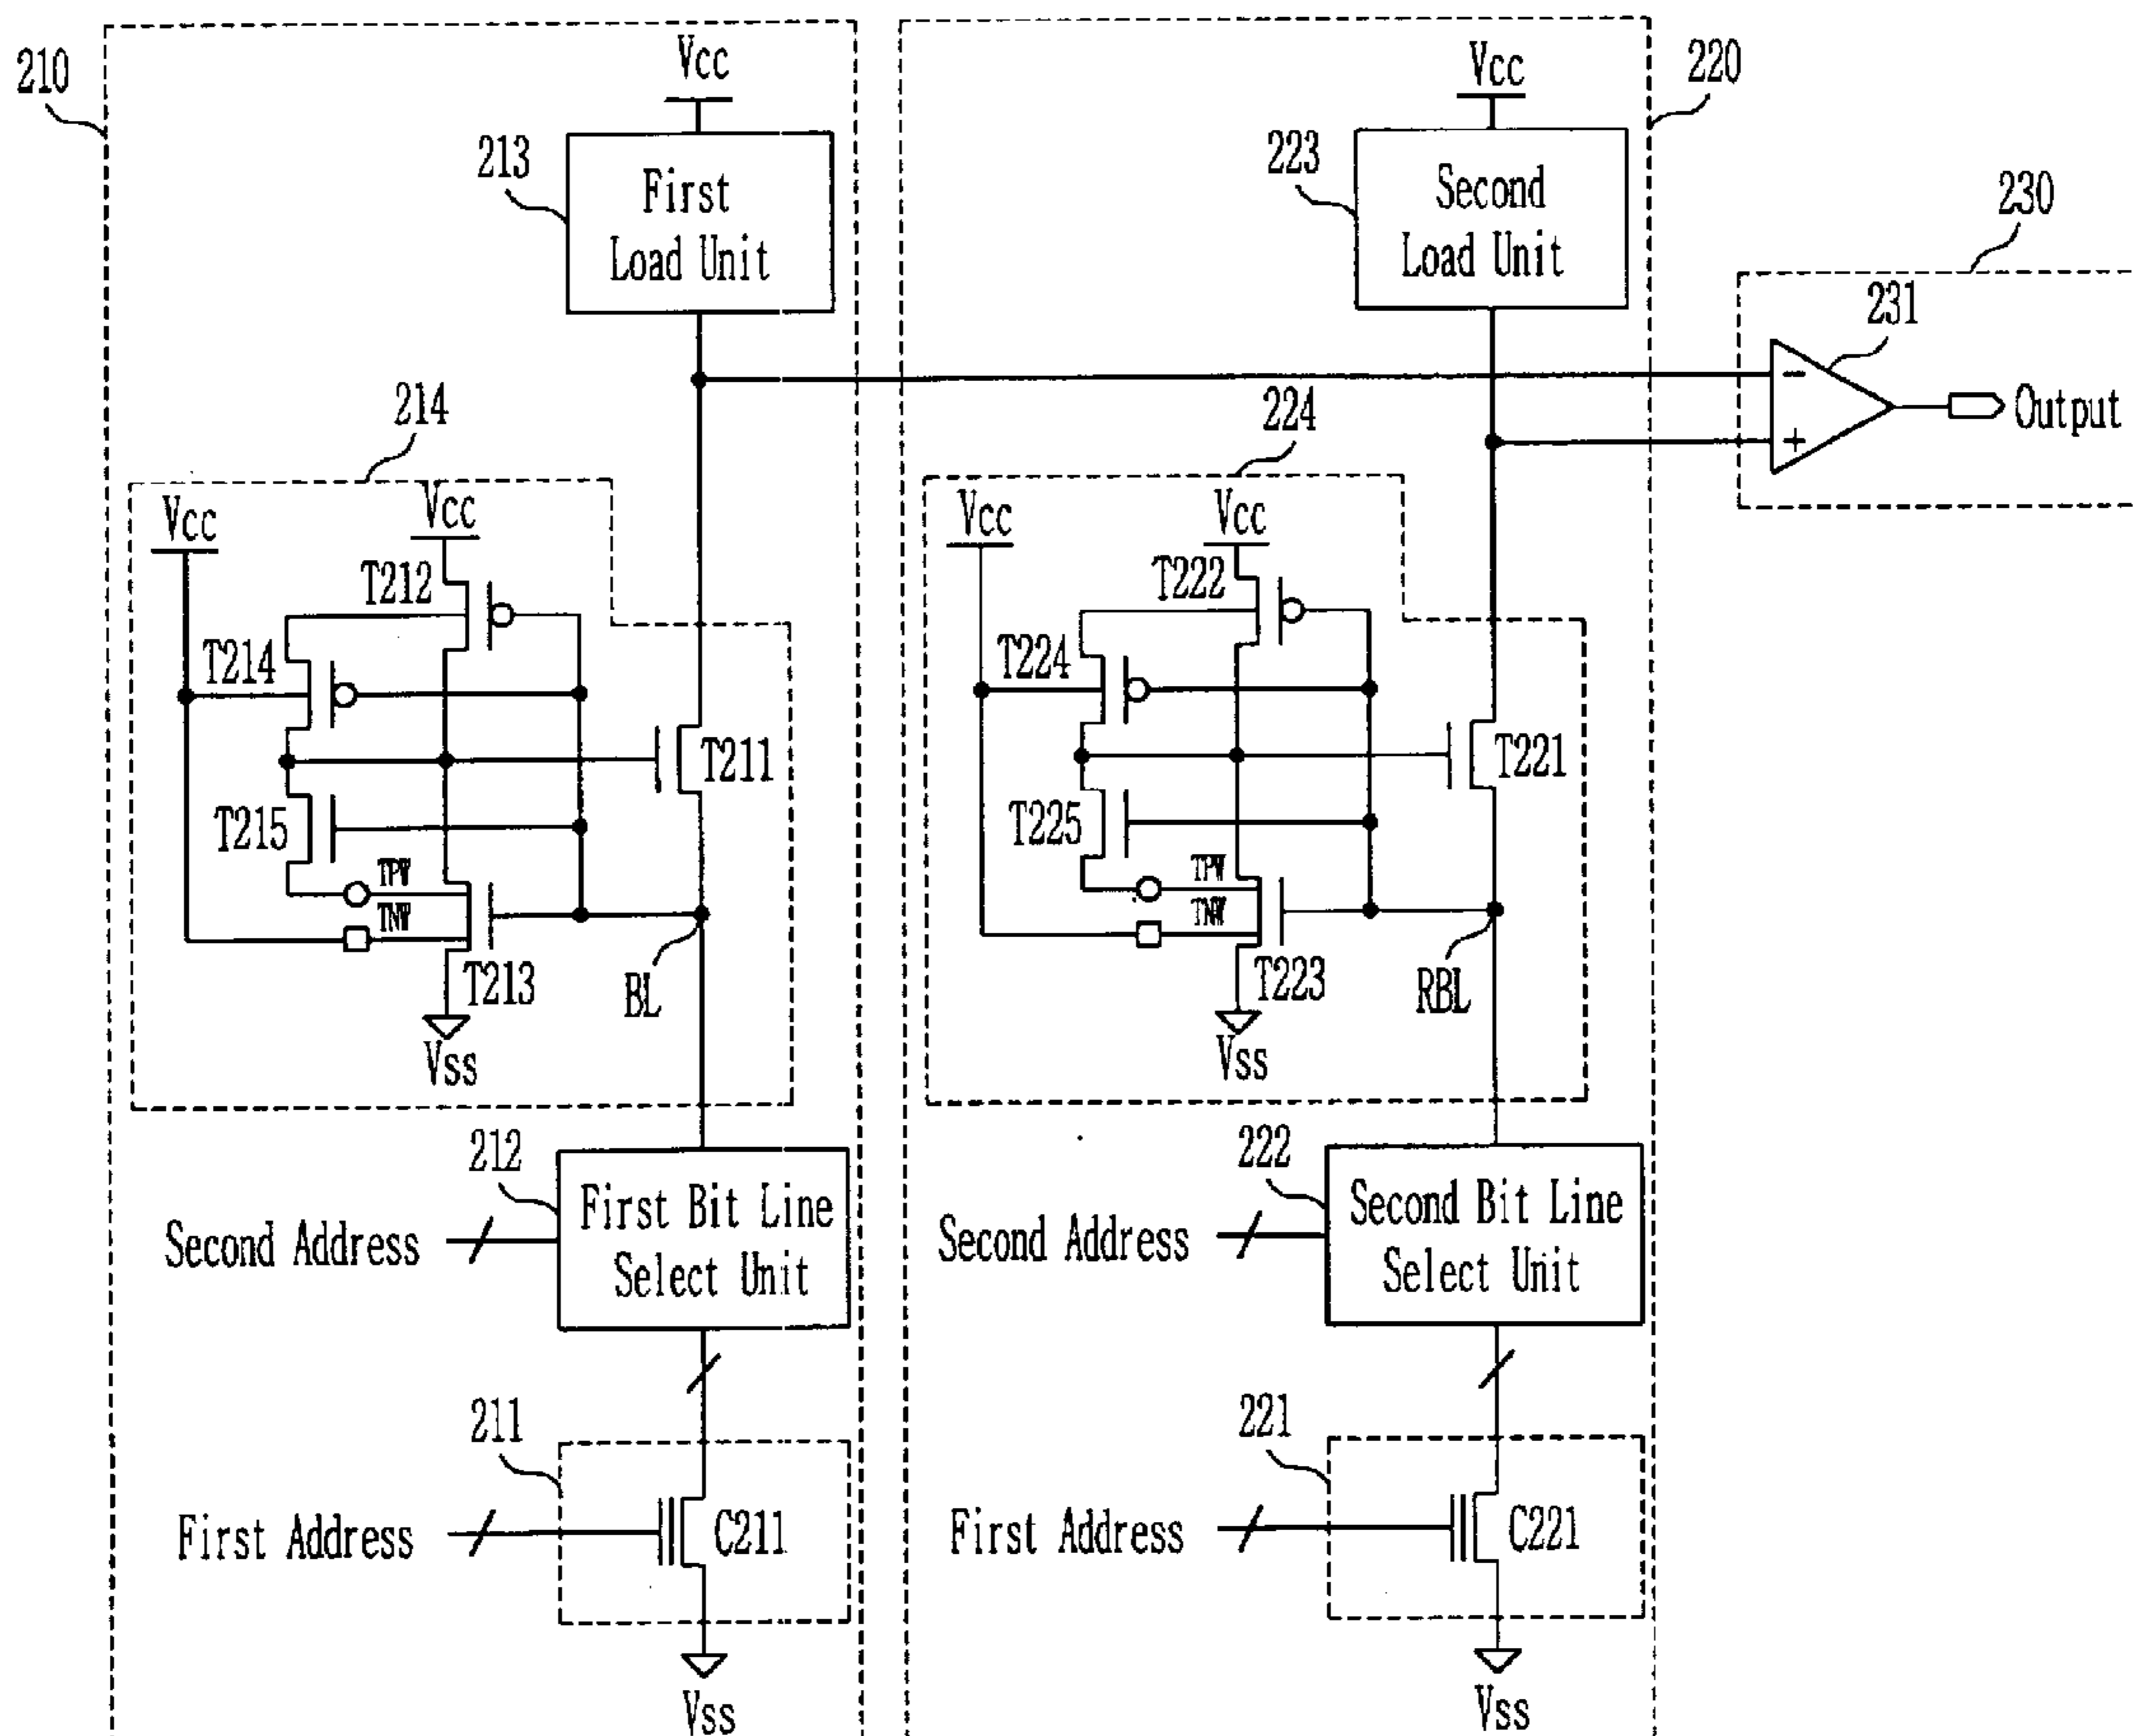 210
Vcc
213
First
Load Unit
214
Vcc
Vcc
T212
T214
T211
T215
TPW
TNW
T213
BL
Vss
212
Second Address
First Bit Line
Select Unit
211
First Address
C211
Vss
220
Vcc
223
Second
Load Unit
224
Vcc
Vcc
T222
T224
T221
T225
TPW
TNW
T223
RBL
Vss
222
Second Address
Second Bit Line
Select Unit
221
First Address
C221
Vss
230
231
−
+
Output